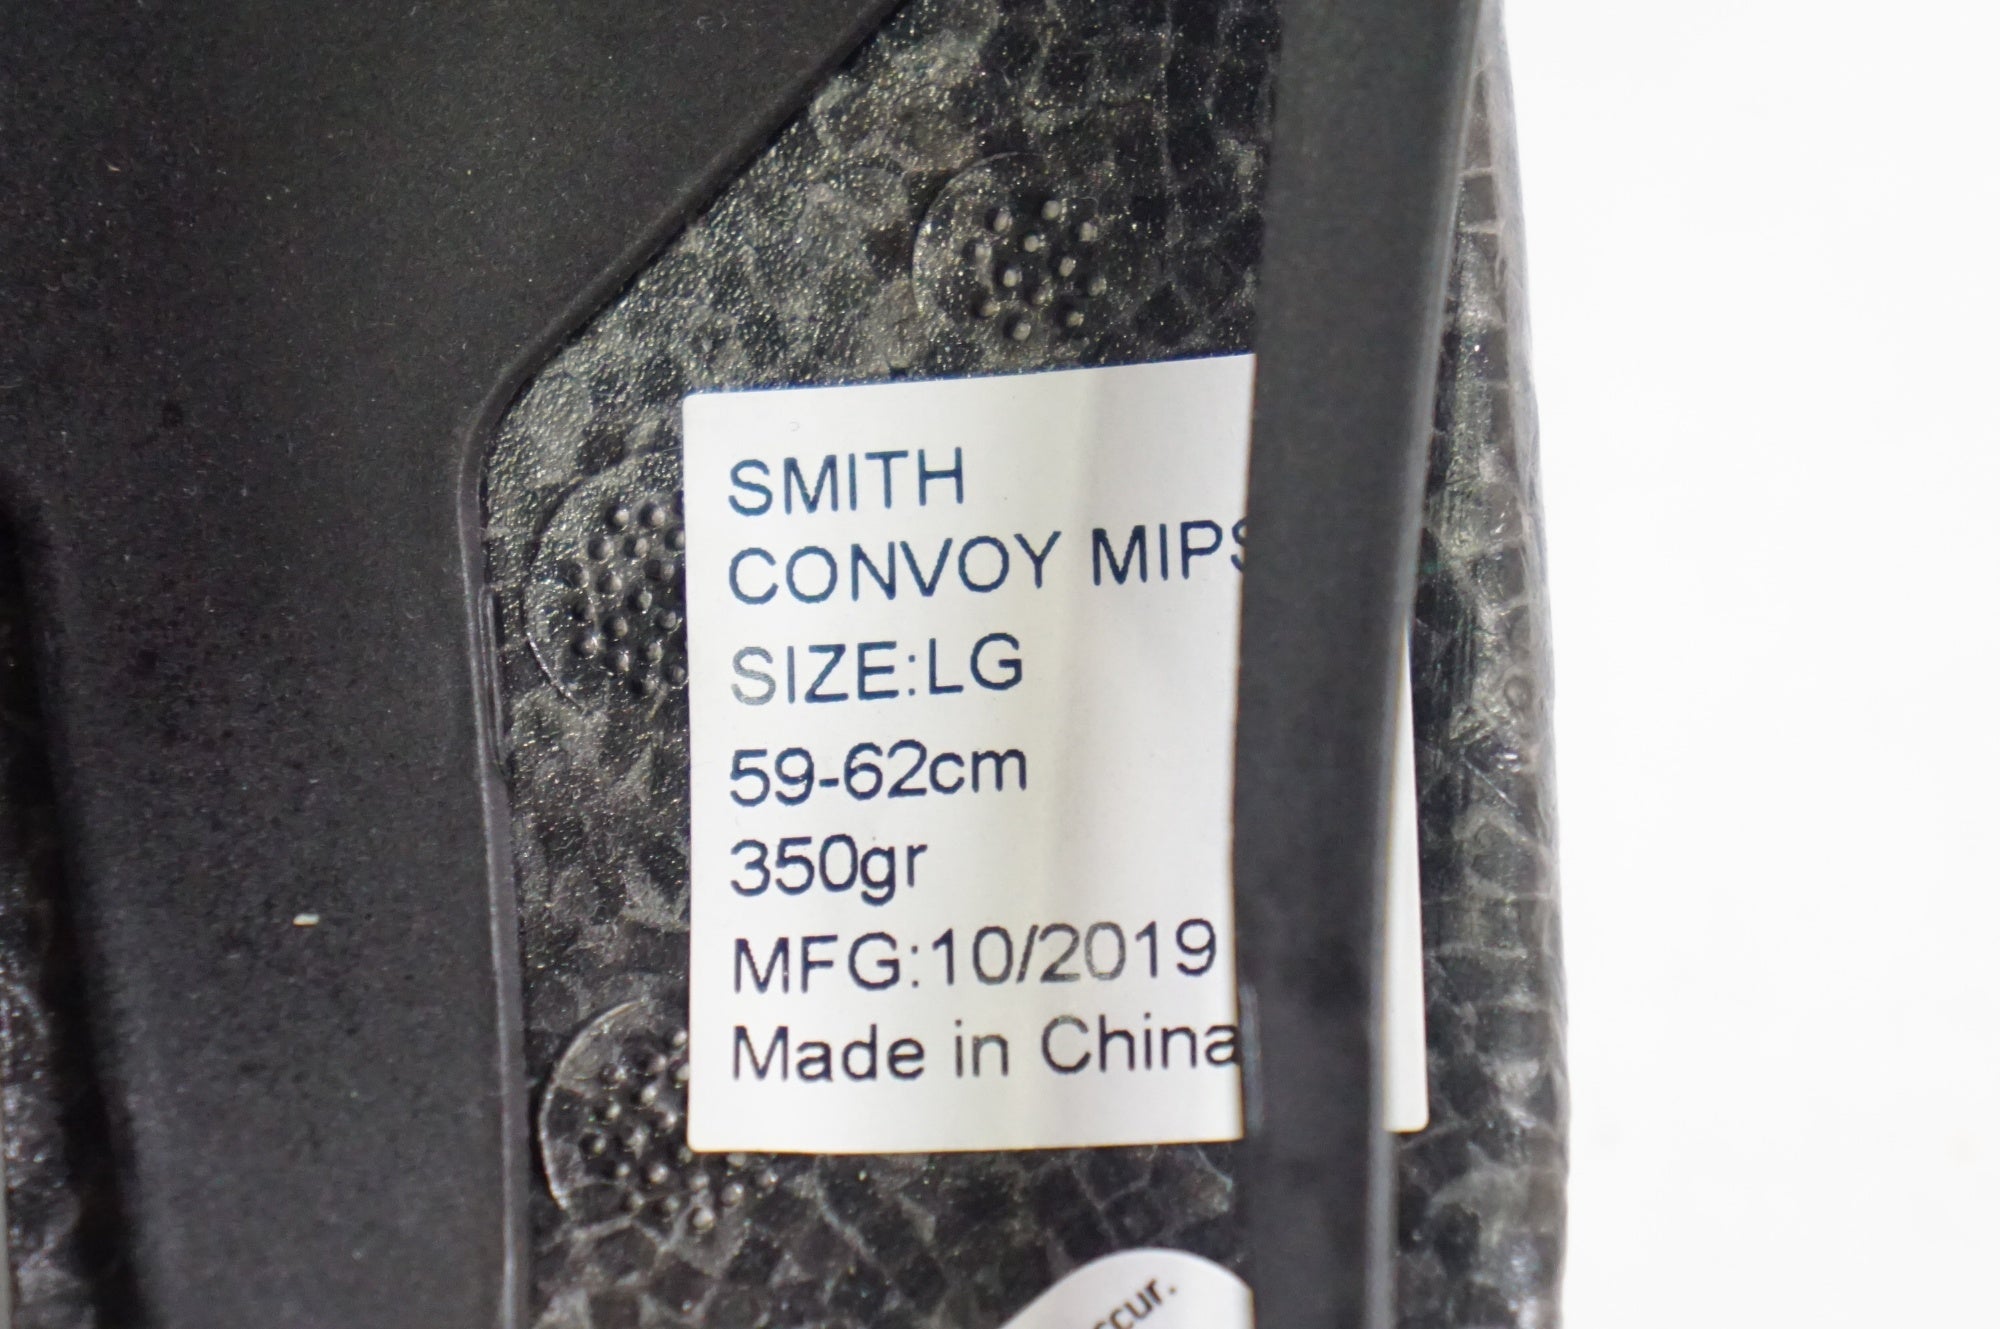 SMITH
CONVOY MIPS
SIZE:LG
59-62cm
350gr
MFG:10/2019
Made in China